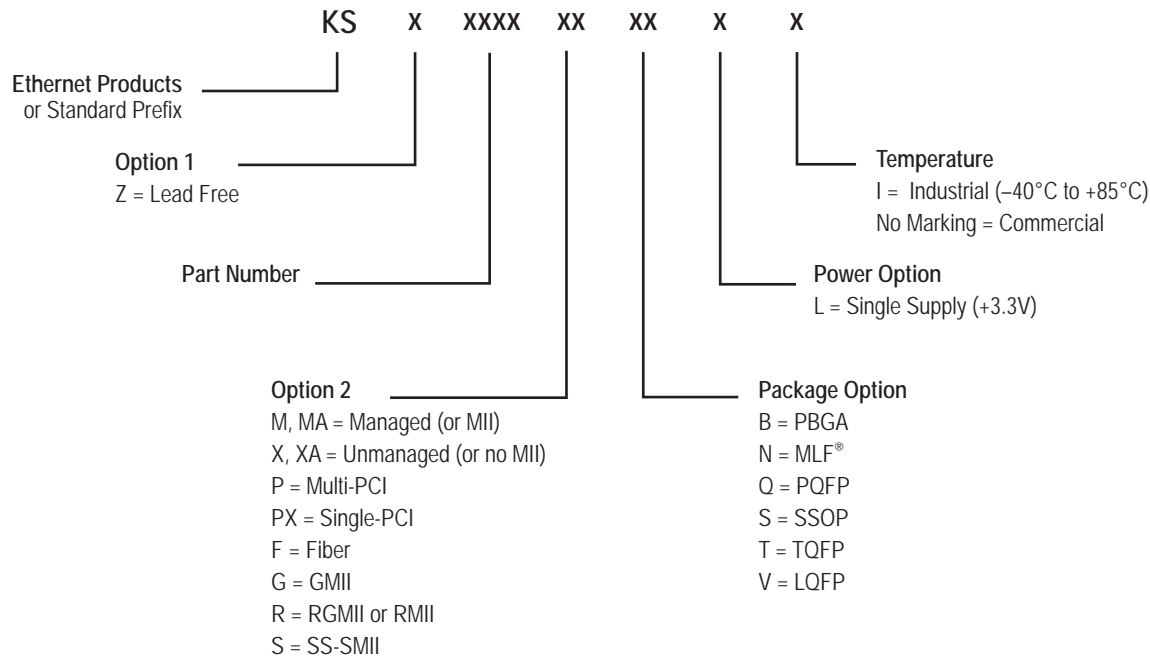 KS x xxxx xx xx x x
Ethernet Products
or Standard Prefix
Option 1
Z = Lead Free
Temperature
I = Industrial (–40°C to +85°C)
No Marking = Commercial
Part Number
Power Option
L = Single Supply (+3.3V)
Option 2
M, MA = Managed (or MII)
X, XA = Unmanaged (or no MII)
P = Multi-PCI
PX = Single-PCI
F = Fiber
G = GMII
R = RGMII or RMII
S = SS-SMII
Package Option
B = PBGA
N = MLF®
Q = PQFP
S = SSOP
T = TQFP
V = LQFP